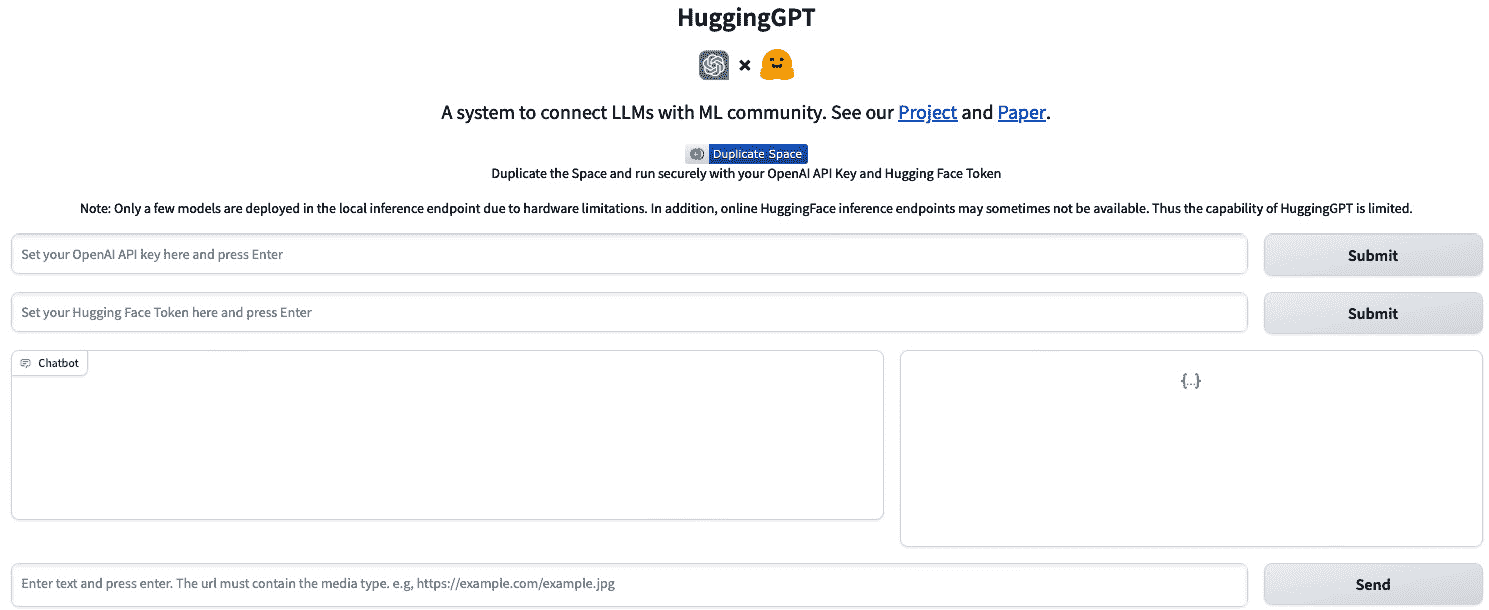 HuggingGPT
A system to connect LLMs with ML community. See our Project and Paper.
Duplicate Space
Duplicate the Space and run securely with your OpenAI API Key and Hugging Face Token
Note: Only a few models are deployed in the local inference endpoint due to hardware limitations. In addition, online HuggingFace inference endpoints may sometimes not be available. Thus the capability of HuggingGPT is limited.
Set your OpenAI API key here and press Enter
Submit
Set your Hugging Face Token here and press Enter
Submit
Chatbot
{...}
Enter text and press enter. The url must contain the media type. e.g, https://example.com/example.jpg
Send